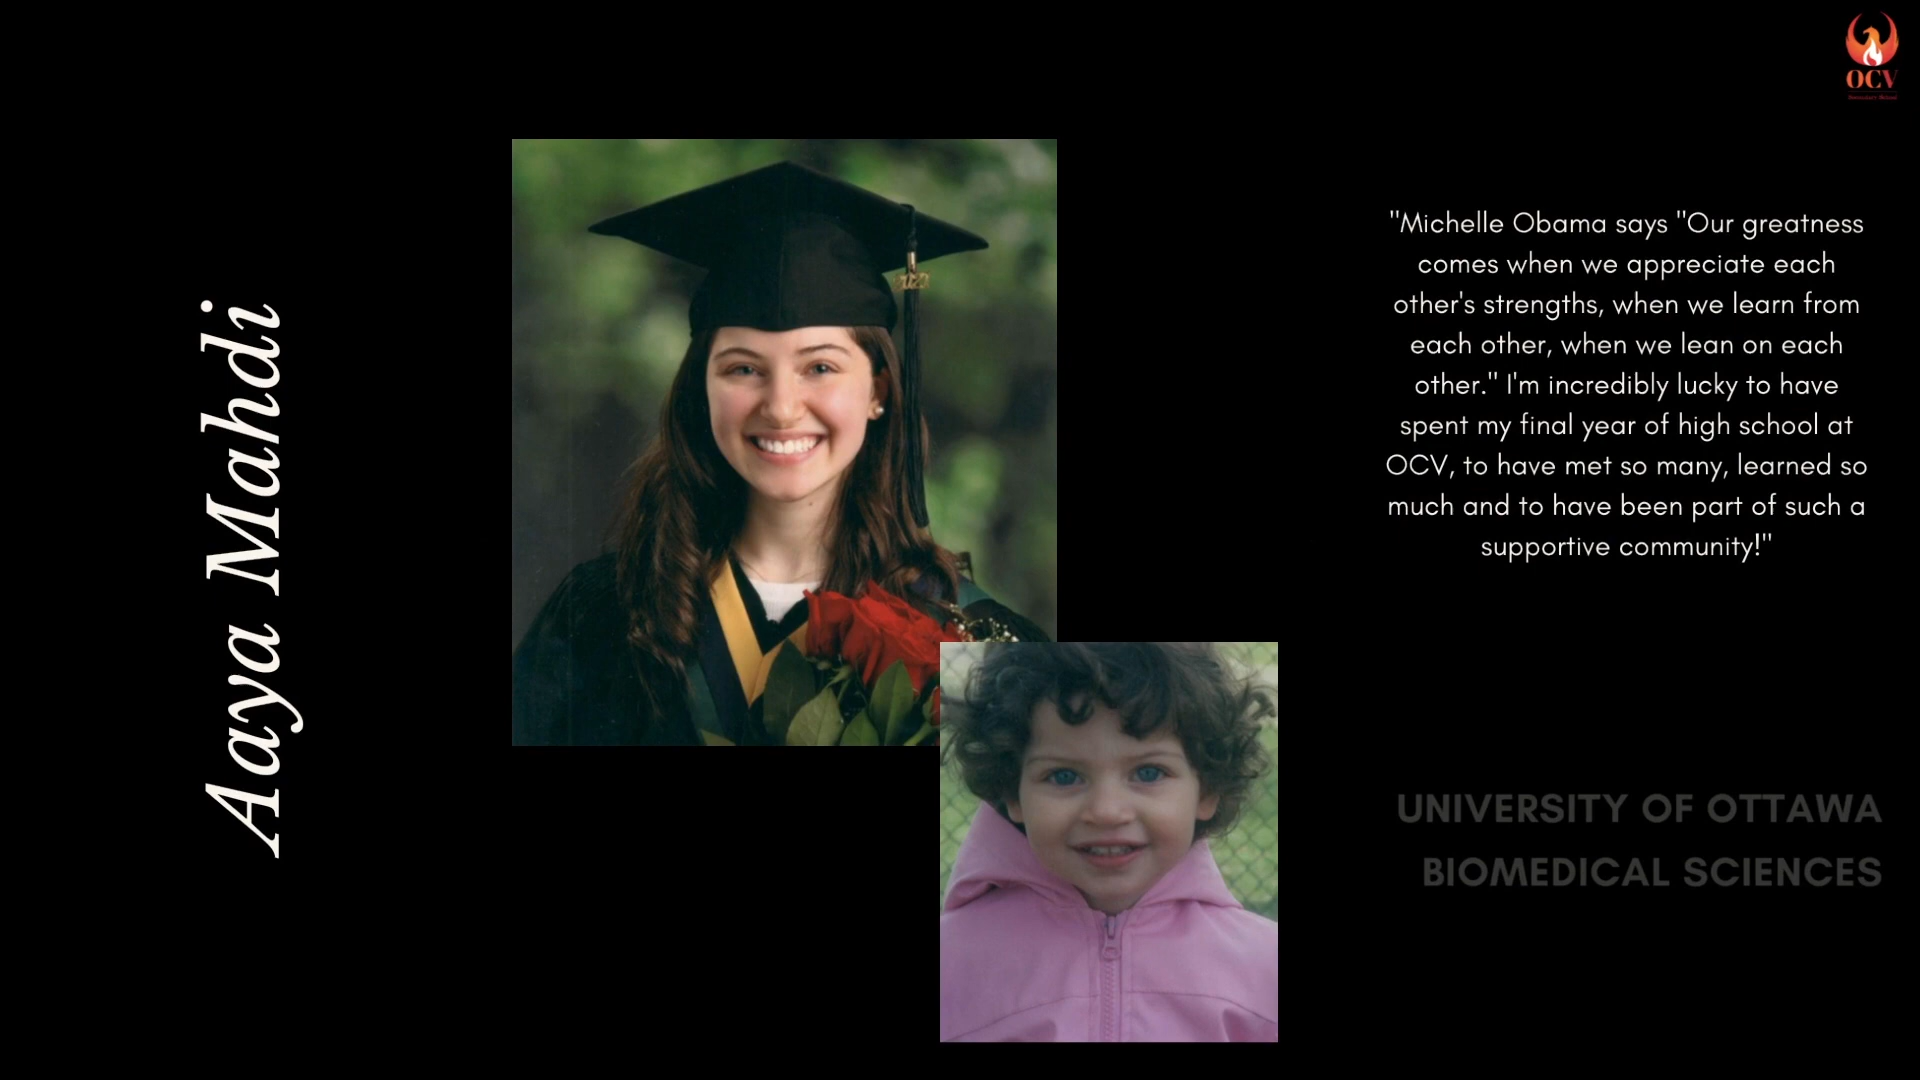 Aaya Mahdi
OCV
2020
"Michelle Obama says "Our greatness
comes when we appreciate each
other's strengths, when we learn from
each other, when we lean on each
other." I'm incredibly lucky to have
spent my final year of high school at
OCV, to have met so many, learned so
much and to have been part of such a
supportive community!"
UNIVERSITY OF OTTAWA
BIOMEDICAL SCIENCES